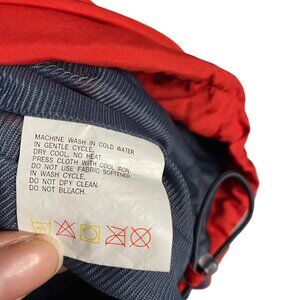 MACHINE WASH IN COLD WATER
IN GENTLE CYCLE.
DRY COOL, NO HEAT.
PRESS CLOTH WITH COOL IRON.
DO NOT USE FABRIC SOFTENER
IN WASH CYCLE.
DO NOT DPY CLEAN.
DO NOT BLEACH.